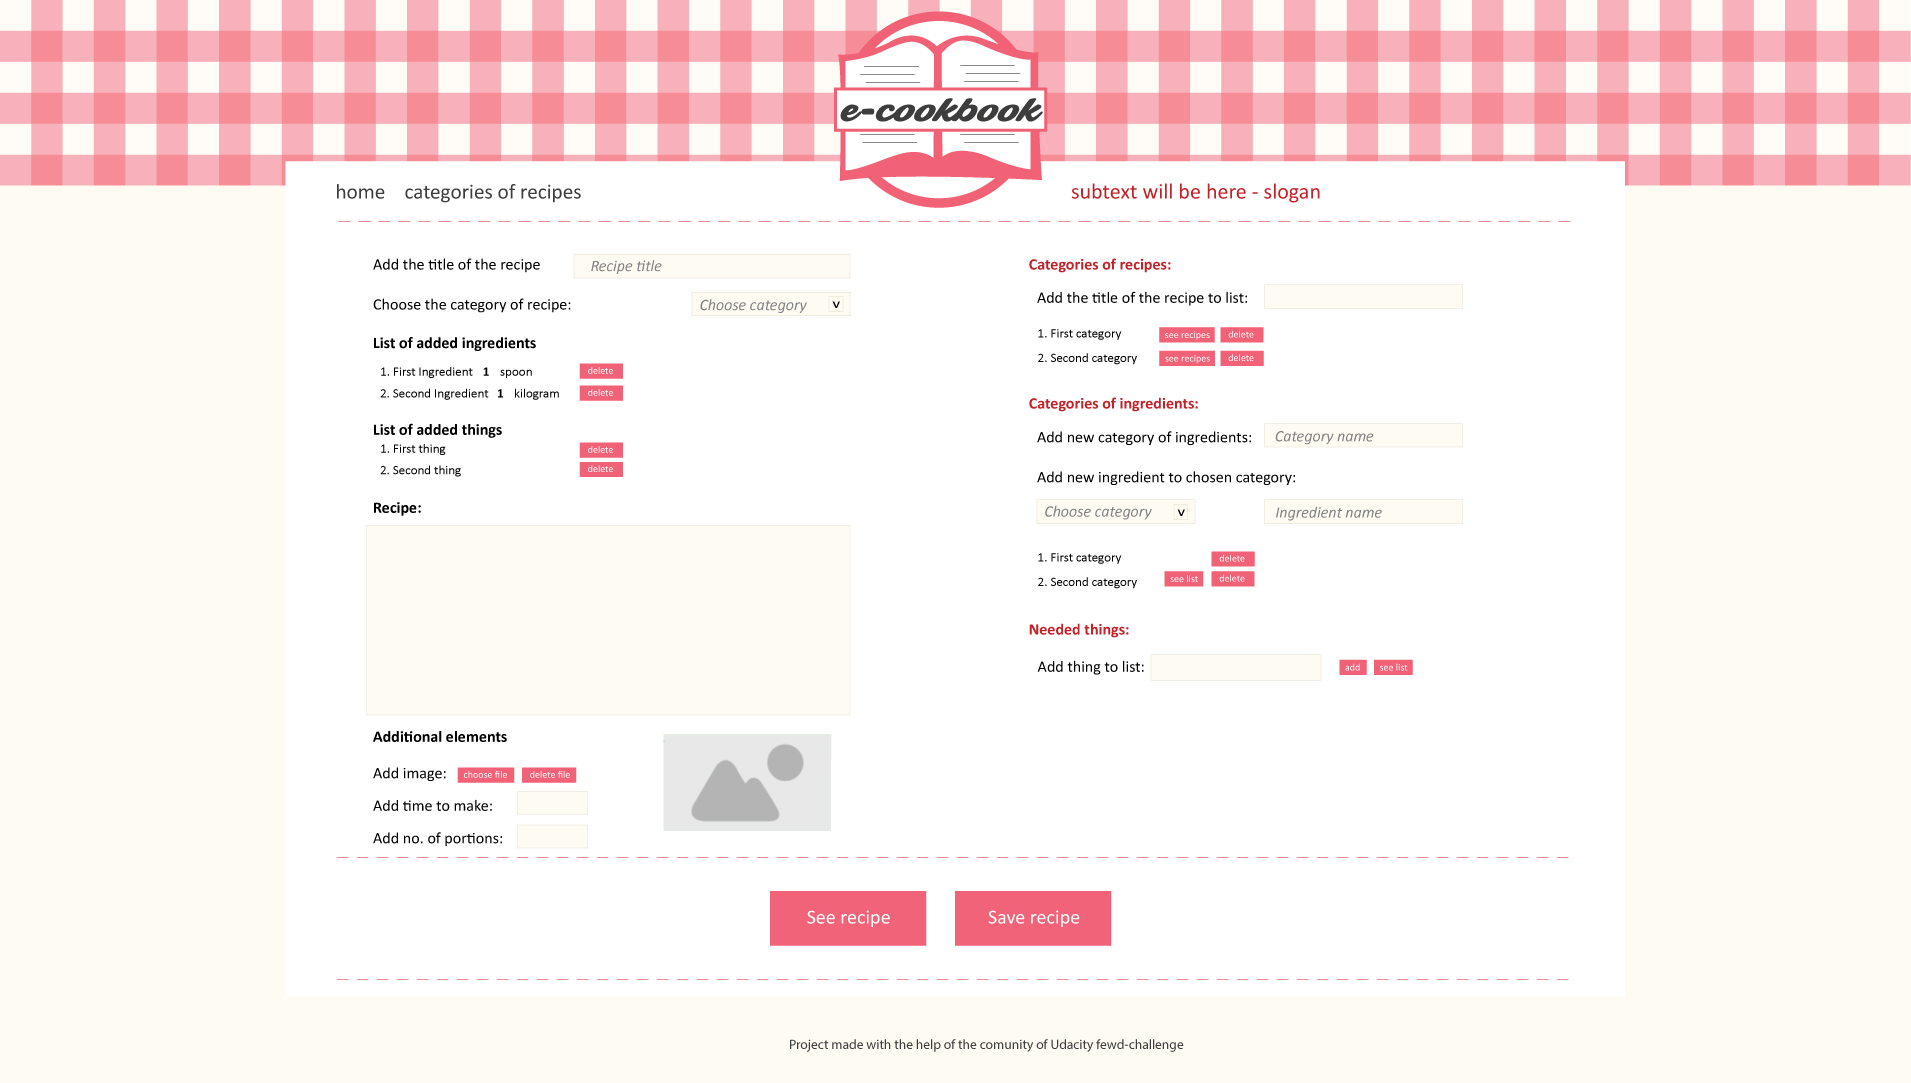 e-cookbook
home categories of recipes
subtext will be here - slogan
Add the title of the recipe Recipe title
Choose the category of recipe: Choose category v
List of added ingredients
1. First Ingredient 1 spoon delete
2. Second Ingredient 1 kilogram delete
List of added things
1. First thing delete
2. Second thing delete
Recipe:
Additional elements
Add image: choose file delete file
Add time to make:
Add no. of portions:
Categories of recipes:
Add the title of the recipe to list:
1. First category see recipes delete
2. Second category see recipes delete
Categories of ingredients:
Add new category of ingredients: Category name
Add new ingredient to chosen category:
Choose category v Ingredient name
1. First category delete
2. Second category see list delete
Needed things:
Add thing to list: add see list
See recipe Save recipe
Project made with the help of the comunity of Udacity fewd-challenge